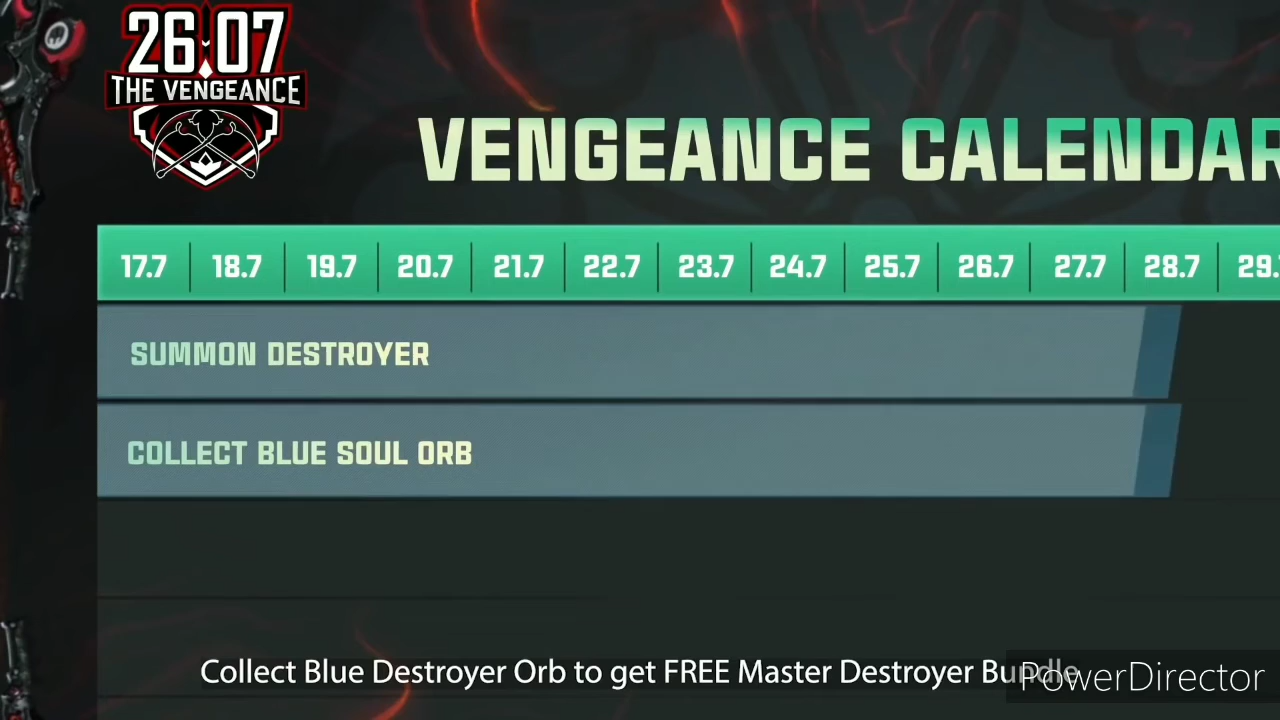 26.07
THE VENGEANCE
VENGEANCE CALENDAR
17.7 18.7 19.7 20.7 21.7 22.7 23.7 24.7 25.7 26.7 27.7 28.7 29.
SUMMON DESTROYER
COLLECT BLUE SOUL ORB
Collect Blue Destroyer Orb to get FREE Master Destroyer Bundle
PowerDirector